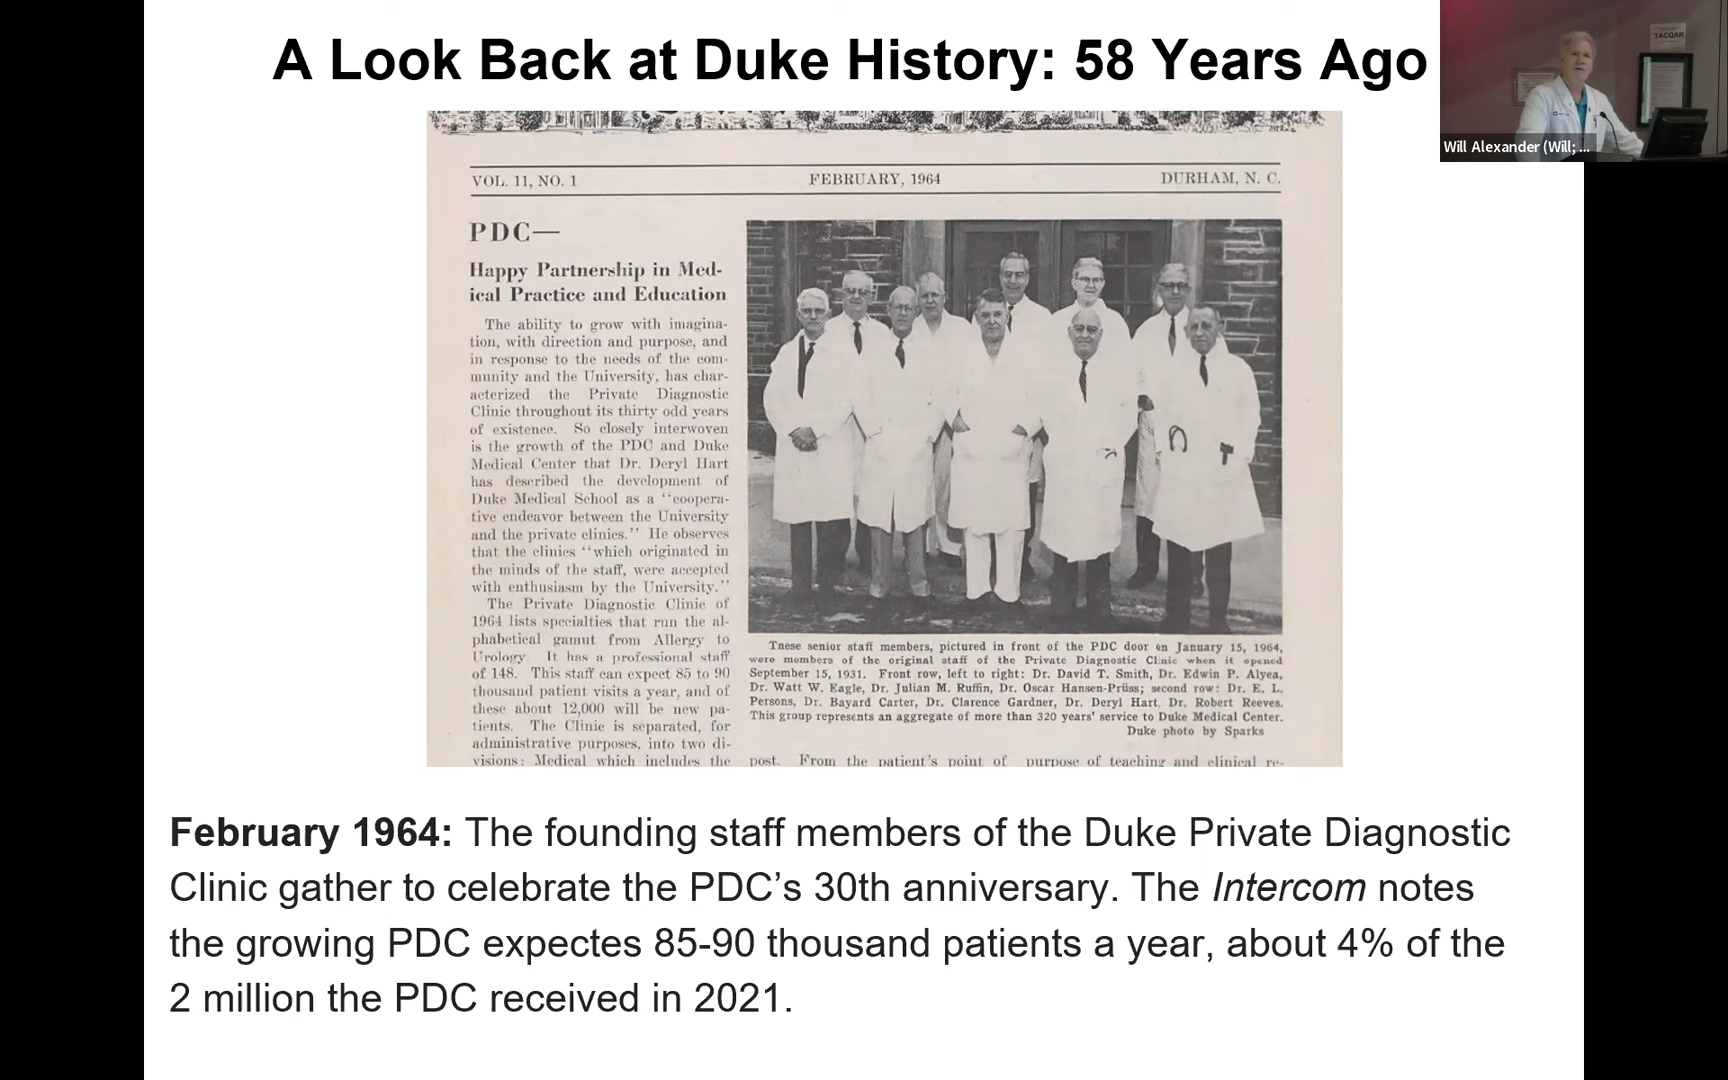 A Look Back at Duke History: 58 Years Ago
TACQAR
Will Alexander (Will; ...
VOL. 11, NO. 1 FEBRUARY, 1964 DURHAM, N. C.
PDC—
Happy Partnership in Med-
ical Practice and Education
The ability to grow with imagina-
tion, with direction and purpose, and
in response to the needs of the com-
munity and the University, has char-
acterized the Private Diagnostic
Clinic throughout its thirty odd years
of existence. So closely interwoven
is the growth of the PDC and Duke
Medical Center that Dr. Deryl Hart
has described the development of
Duke Medical School as a “coopera-
tive endeavor between the University
and the private clinics.” He observes
that the clinics “which originated in
the minds of the staff, were accepted
with enthusiasm by the University.”
The Private Diagnostic Clinic of
1964 lists specialties that run the al-
phabetical gamut from Allergy to
Urology. It has a professional staff
of 148. This staff can expect 85 to 90
thousand patient visits a year, and of
these about 12,000 will be new pa-
tients. The Clinic is separated, for
administrative purposes, into two di-
visions: Medical which includes the
Tnese senior staff members, pictured in front of the PDC door on January 15, 1964,
were members of the original staff of the Private Diagnostic Clinic when it opened
September 15, 1931. Front row, left to right: Dr. David T. Smith, Dr. Edwin P. Alyea,
Dr. Watt W. Eagle, Dr. Julian M. Ruffin, Dr. Oscar Hansen-Prüss; second row: Dr. E. L.
Persons, Dr. Bayard Carter, Dr. Clarence Gardner, Dr. Deryl Hart, Dr. Robert Reeves.
This group represents an aggregate of more than 320 years’ service to Duke Medical Center.
Duke photo by Sparks
post. From the patient’s point of purpose of teaching and clinical re-
February 1964: The founding staff members of the Duke Private Diagnostic
Clinic gather to celebrate the PDC’s 30th anniversary. The Intercom notes
the growing PDC expectes 85-90 thousand patients a year, about 4% of the
2 million the PDC received in 2021.